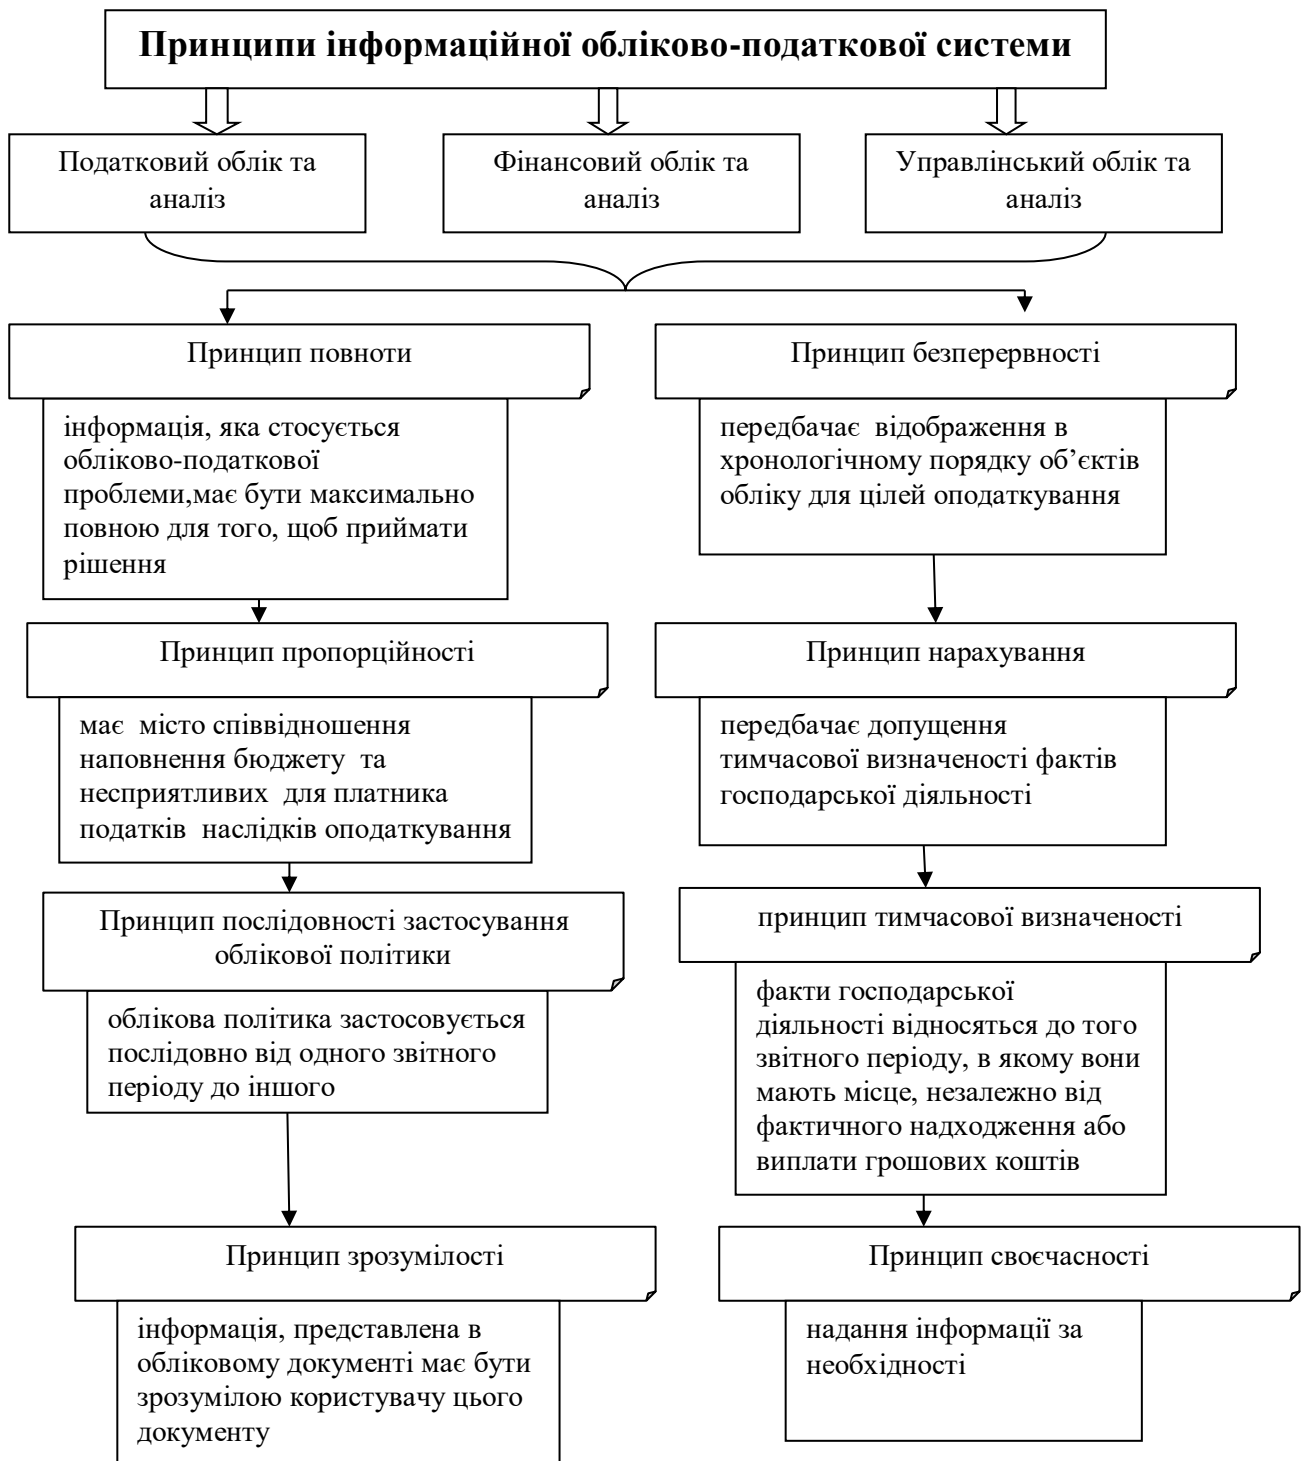 Принципи інформаційної обліково-податкової системи
Податковий облік та
аналіз
Фінансовий облік та
аналіз
Управлінський облік та
аналіз
Принцип повноти
інформація, яка стосується
обліково-податкової
проблеми,має бути максимально
повною для того, щоб приймати
рішення
Принцип безперервності
передбачає  відображення в
хронологічному порядку об’єктів
обліку для цілей оподаткування
Принцип пропорційності
має  місто співвідношення
наповнення бюджету  та
несприятливих  для платника
податків  наслідків оподаткування
Принцип нарахування
передбачає допущення
тимчасової визначеності фактів
господарської діяльності
Принцип послідовності застосування
облікової політики
облікова політика застосовується
послідовно від одного звітного
періоду до іншого
принцип тимчасової визначеності
факти господарської
діяльності відносяться до того
звітного періоду, в якому вони
мають місце, незалежно від
фактичного надходження або
виплати грошових коштів
Принцип зрозумілості
інформація, представлена в
обліковому документі має бути
зрозумілою користувачу цього
документу
Принцип своєчасності
надання інформації за
необхідності